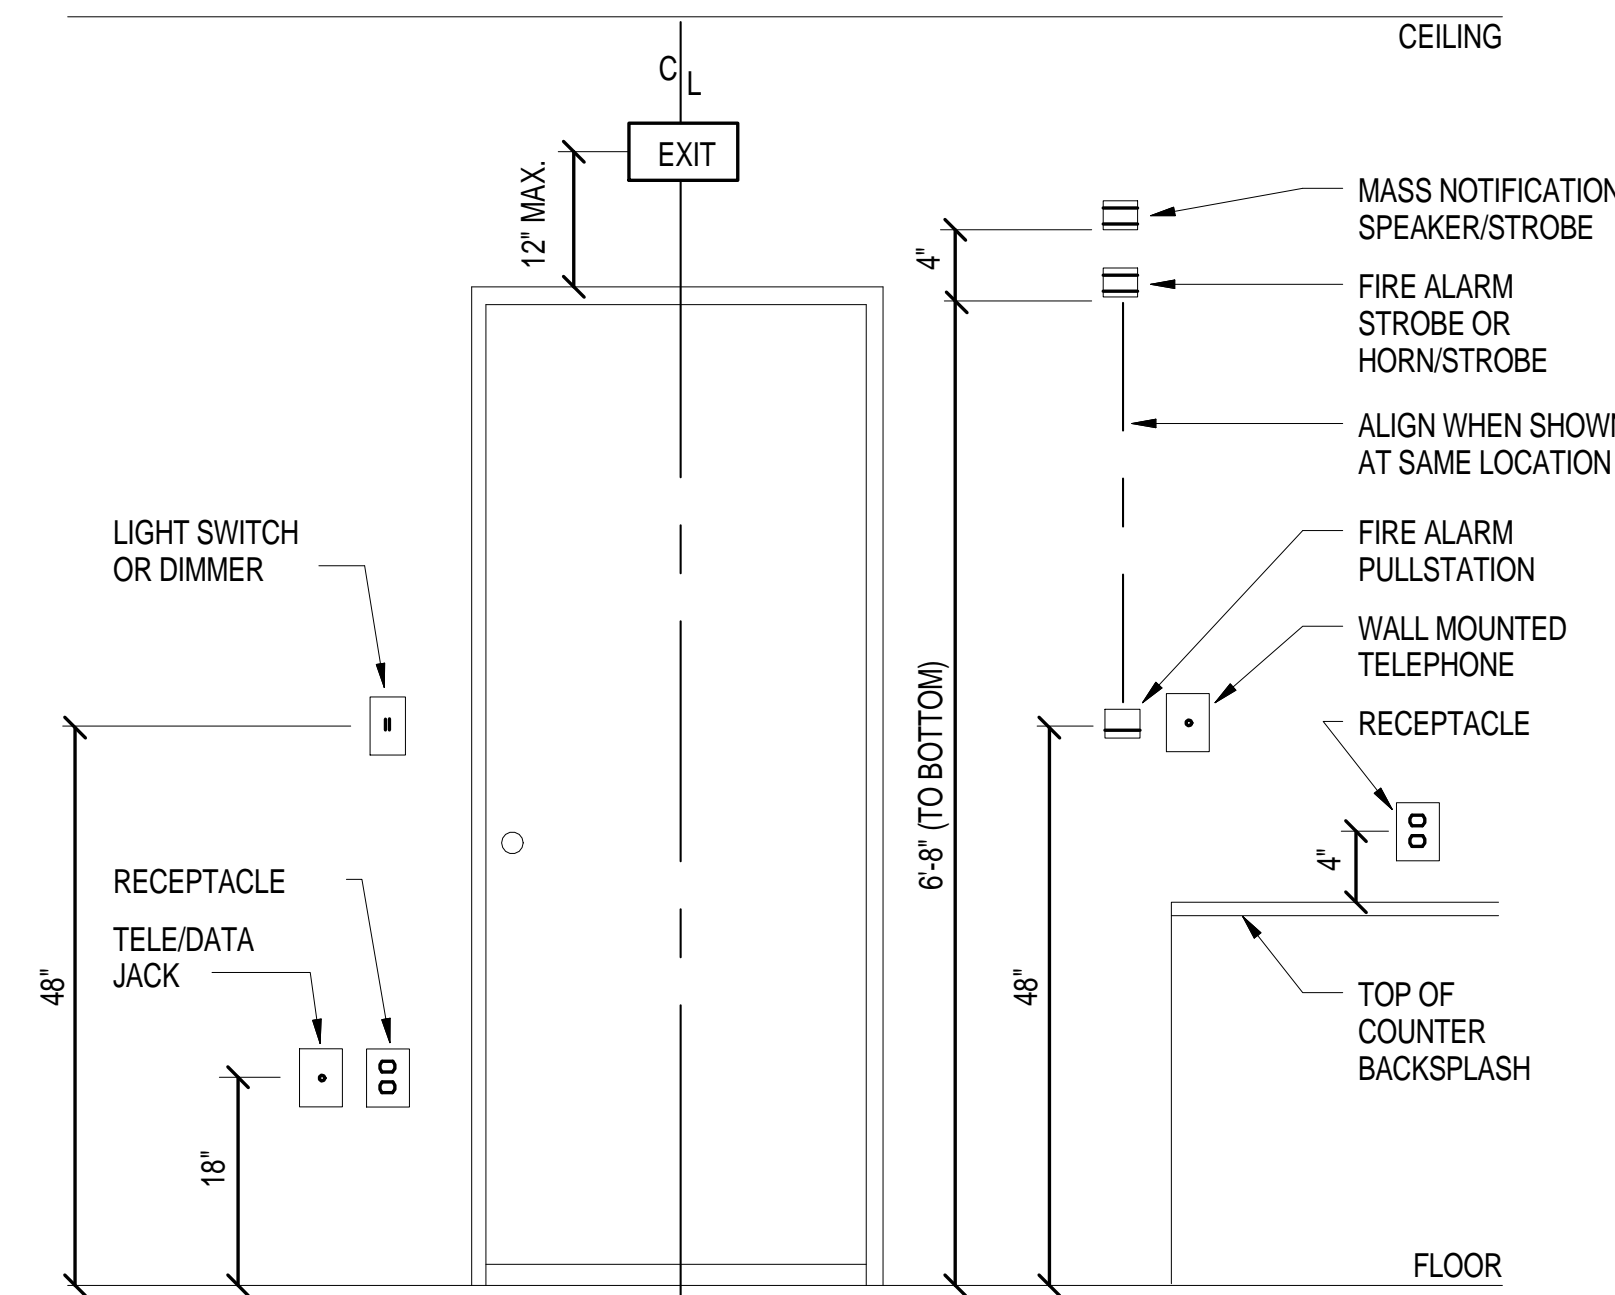 CEILING
C L
EXIT
12" MAX.
MASS NOTIFICATION
SPEAKER/STROBE
4"
FIRE ALARM
STROBE OR
HORN/STROBE
ALIGN WHEN SHOWN
AT SAME LOCATION
LIGHT SWITCH
OR DIMMER
FIRE ALARM
PULLSTATION
WALL MOUNTED
TELEPHONE
6'-8" (TO BOTTOM)
RECEPTACLE
4"
RECEPTACLE
TELE/DATA
JACK
48"
48"
18"
TOP OF
COUNTER
BACKSPLASH
FLOOR